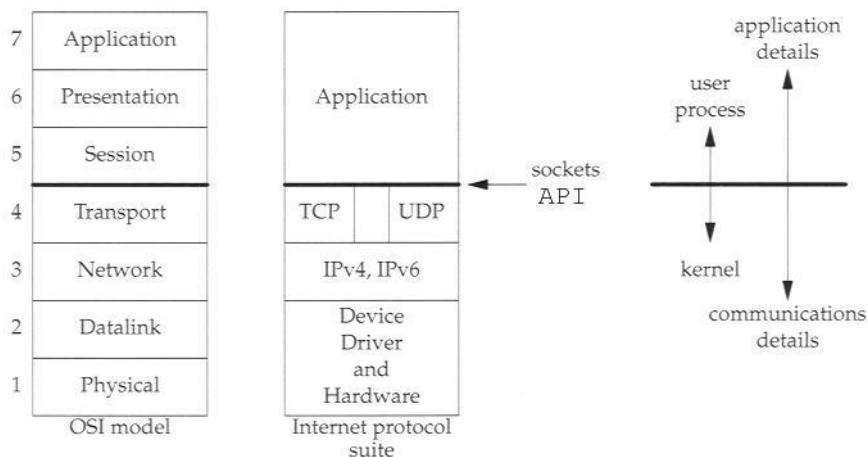 7 Application
6 Presentation
5 Session
4 Transport
3 Network
2 Datalink
1 Physical
OSI model
Application
TCP UDP
IPv4, IPv6
Device
Driver
and
Hardware
Internet protocol
suite
sockets
API
application
details
user
process
kernel
communications
details